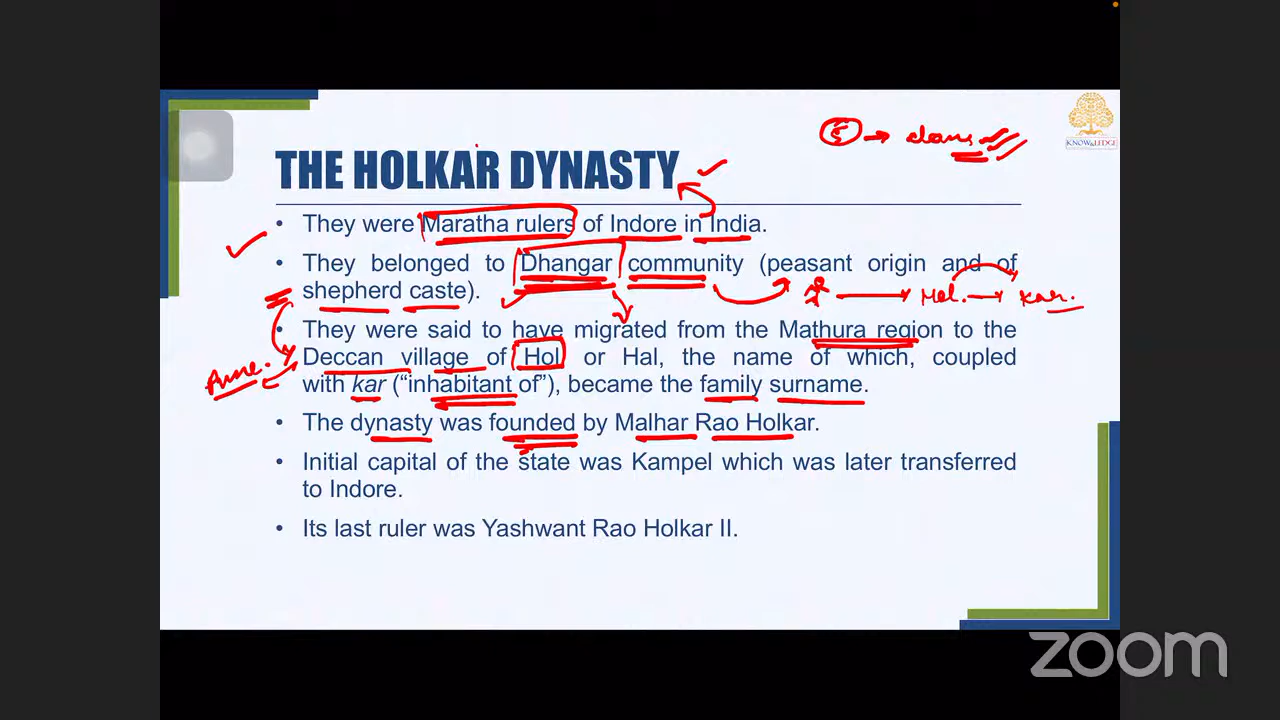 5 → clans
KNOWLEDGE
THE HOLKAR DYNASTY
• They were Maratha rulers of Indore in India.
• They belonged to Dhangar community (peasant origin and of
shepherd caste).
Hol. → Kar.
• They were said to have migrated from the Mathura region to the
Deccan village of Hol or Hal, the name of which, coupled
with kar (“inhabitant of”), became the family surname.
• The dynasty was founded by Malhar Rao Holkar.
• Initial capital of the state was Kampel which was later transferred
to Indore.
• Its last ruler was Yashwant Rao Holkar II.
zoom